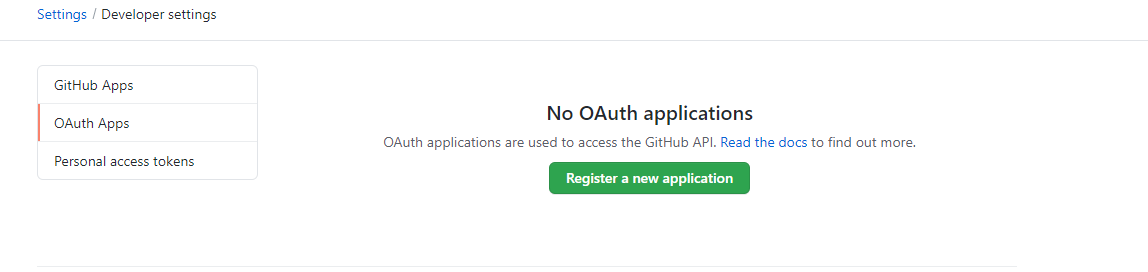 Settings / Developer settings
GitHub Apps
OAuth Apps
Personal access tokens
No OAuth applications
OAuth applications are used to access the GitHub API. Read the docs to find out more.
Register a new application